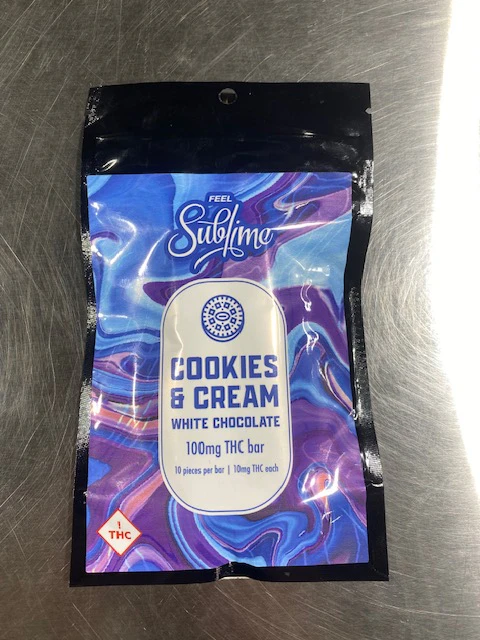 FEEL
Sublime
COOKIES
& CREAM
WHITE CHOCOLATE
100mg THC bar
10 pieces per bar | 10mg THC each
!
THC